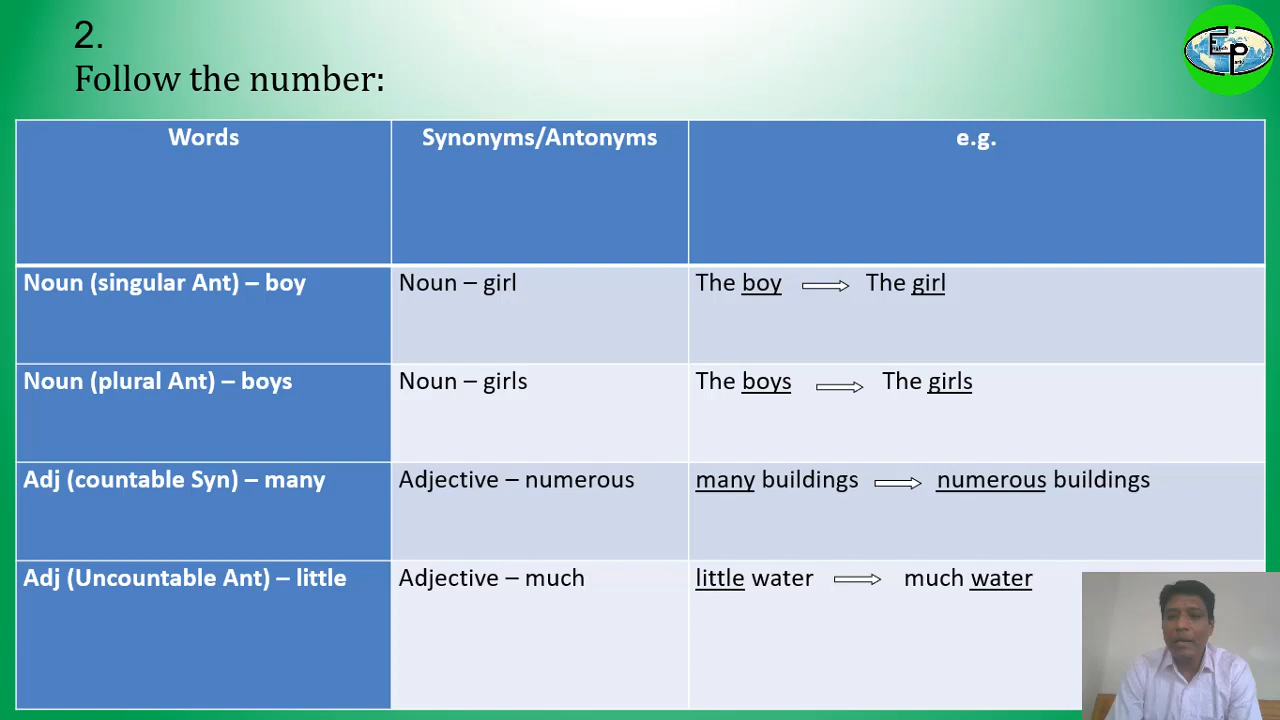 2.
Follow the number:
EP
Words Synonyms/Antonyms e.g.
Noun (singular Ant) – boy Noun – girl The boy The girl
Noun (plural Ant) – boys Noun – girls The boys The girls
Adj (countable Syn) – many Adjective – numerous many buildings numerous buildings
Adj (Uncountable Ant) – little Adjective – much little water much water